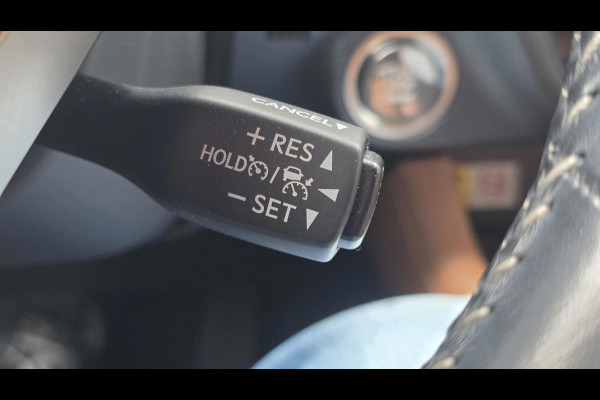 CANCEL
+ RES
HOLD /
− SET